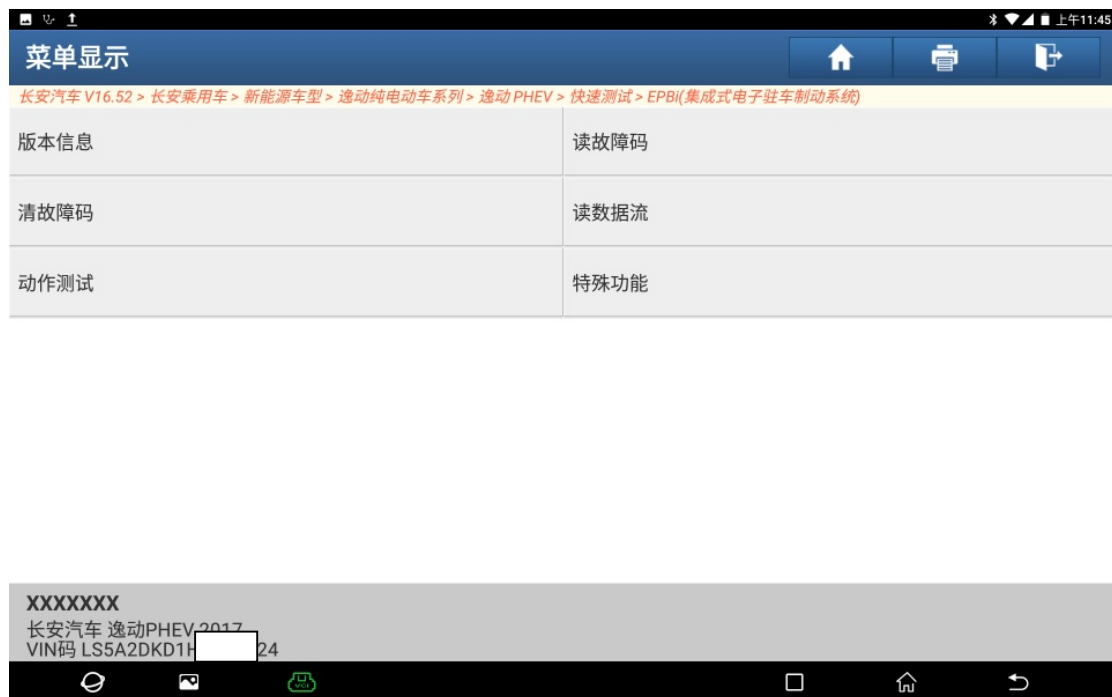 上午11:45
菜单显示
长安汽车 V16.52 > 长安乘用车 > 新能源车型 > 逸动纯电动车系列 > 逸动 PHEV > 快速测试 > EPBi(集成式电子驻车制动系统)
版本信息 读故障码
清故障码 读数据流
动作测试 特殊功能
XXXXXXX
长安汽车 逸动PHEV 2017
VIN码 LS5A2DKD1H 24
VCI